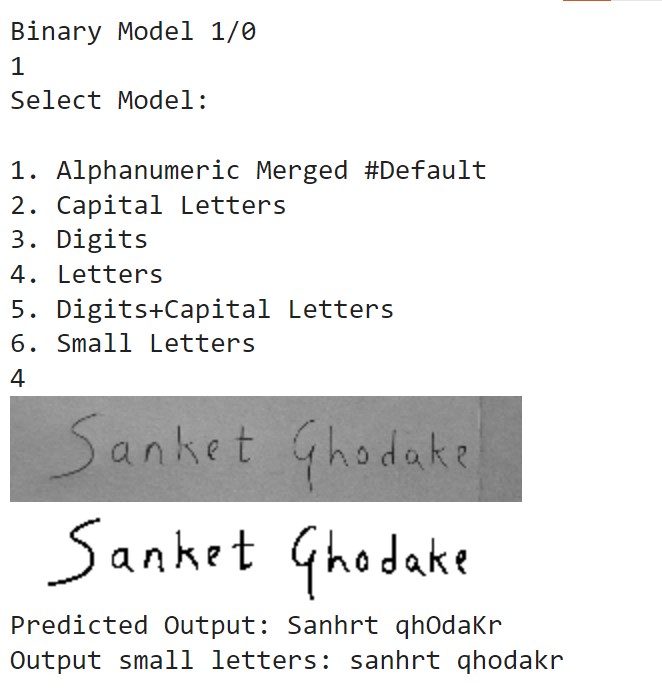 Binary Model 1/0
1
Select Model:
1. Alphanumeric Merged #Default
2. Capital Letters
3. Digits
4. Letters
5. Digits+Capital Letters
6. Small Letters
4
Sanket Ghodake
Sanket Ghodake
Predicted Output: Sanhrt qhOdaKr
Output small letters: sanhrt qhodakr